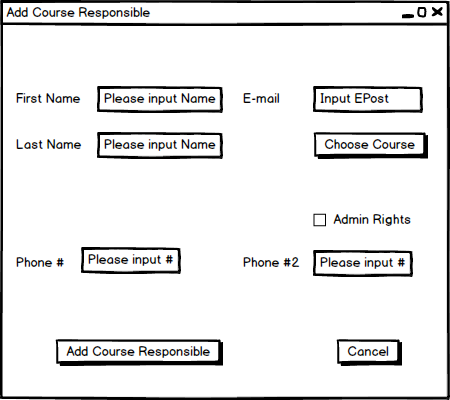 Add Course Responsible
First Name Please input Name E-mail Input EPost
Last Name Please input Name Choose Course
Admin Rights
Phone # Please input # Phone #2 Please input #
Add Course Responsible Cancel